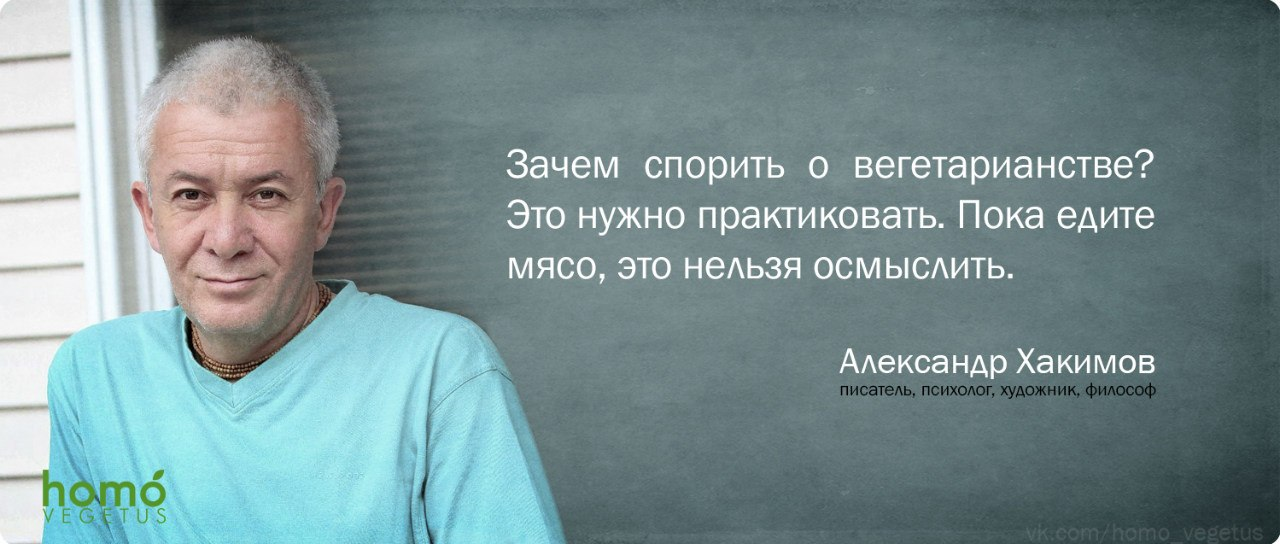 Зачем спорить о вегетарианстве?
Это нужно практиковать. Пока едите
мясо, это нельзя осмыслить.
Александр Хакимов
писатель, психолог, художник, философ
homo
VEGETUS
vk.com/homo_vegetus